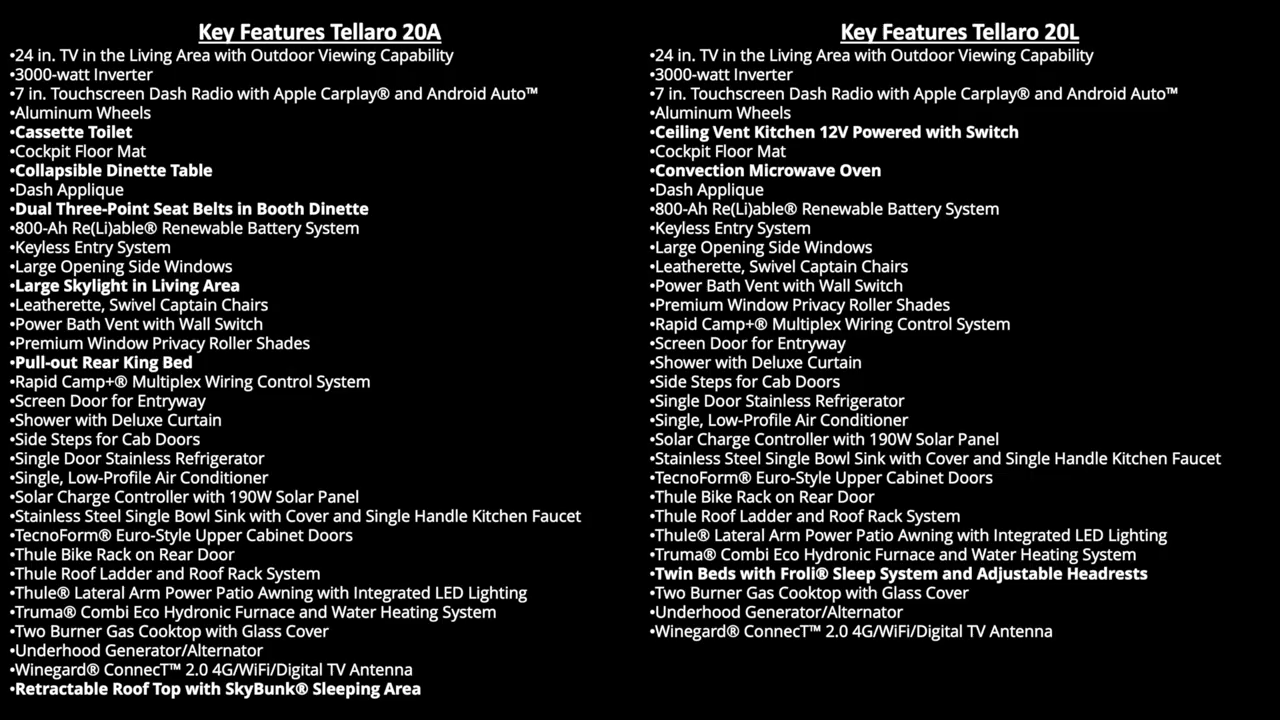 Key Features Tellaro 20A
•24 in. TV in the Living Area with Outdoor Viewing Capability
•3000-watt Inverter
•7 in. Touchscreen Dash Radio with Apple Carplay® and Android Auto™
•Aluminum Wheels
•Cassette Toilet
•Cockpit Floor Mat
•Collapsible Dinette Table
•Dash Applique
•Dual Three-Point Seat Belts in Booth Dinette
•800-Ah Re(Li)able® Renewable Battery System
•Keyless Entry System
•Large Opening Side Windows
•Large Skylight in Living Area
•Leatherette, Swivel Captain Chairs
•Power Bath Vent with Wall Switch
•Premium Window Privacy Roller Shades
•Pull-out Rear King Bed
•Rapid Camp+® Multiplex Wiring Control System
•Screen Door for Entryway
•Shower with Deluxe Curtain
•Side Steps for Cab Doors
•Single Door Stainless Refrigerator
•Single, Low-Profile Air Conditioner
•Solar Charge Controller with 190W Solar Panel
•Stainless Steel Single Bowl Sink with Cover and Single Handle Kitchen Faucet
•TecnoForm® Euro-Style Upper Cabinet Doors
•Thule Bike Rack on Rear Door
•Thule Roof Ladder and Roof Rack System
•Thule® Lateral Arm Power Patio Awning with Integrated LED Lighting
•Truma® Combi Eco Hydronic Furnace and Water Heating System
•Two Burner Gas Cooktop with Glass Cover
•Underhood Generator/Alternator
•Winegard® ConnecT™ 2.0 4G/WiFi/Digital TV Antenna
•Retractable Roof Top with SkyBunk® Sleeping Area
Key Features Tellaro 20L
•24 in. TV in the Living Area with Outdoor Viewing Capability
•3000-watt Inverter
•7 in. Touchscreen Dash Radio with Apple Carplay® and Android Auto™
•Aluminum Wheels
•Ceiling Vent Kitchen 12V Powered with Switch
•Cockpit Floor Mat
•Convection Microwave Oven
•Dash Applique
•800-Ah Re(Li)able® Renewable Battery System
•Keyless Entry System
•Large Opening Side Windows
•Leatherette, Swivel Captain Chairs
•Power Bath Vent with Wall Switch
•Premium Window Privacy Roller Shades
•Rapid Camp+® Multiplex Wiring Control System
•Screen Door for Entryway
•Shower with Deluxe Curtain
•Side Steps for Cab Doors
•Single Door Stainless Refrigerator
•Single, Low-Profile Air Conditioner
•Solar Charge Controller with 190W Solar Panel
•Stainless Steel Single Bowl Sink with Cover and Single Handle Kitchen Faucet
•TecnoForm® Euro-Style Upper Cabinet Doors
•Thule Bike Rack on Rear Door
•Thule Roof Ladder and Roof Rack System
•Thule® Lateral Arm Power Patio Awning with Integrated LED Lighting
•Truma® Combi Eco Hydronic Furnace and Water Heating System
•Twin Beds with Froli® Sleep System and Adjustable Headrests
•Two Burner Gas Cooktop with Glass Cover
•Underhood Generator/Alternator
•Winegard® ConnecT™ 2.0 4G/WiFi/Digital TV Antenna